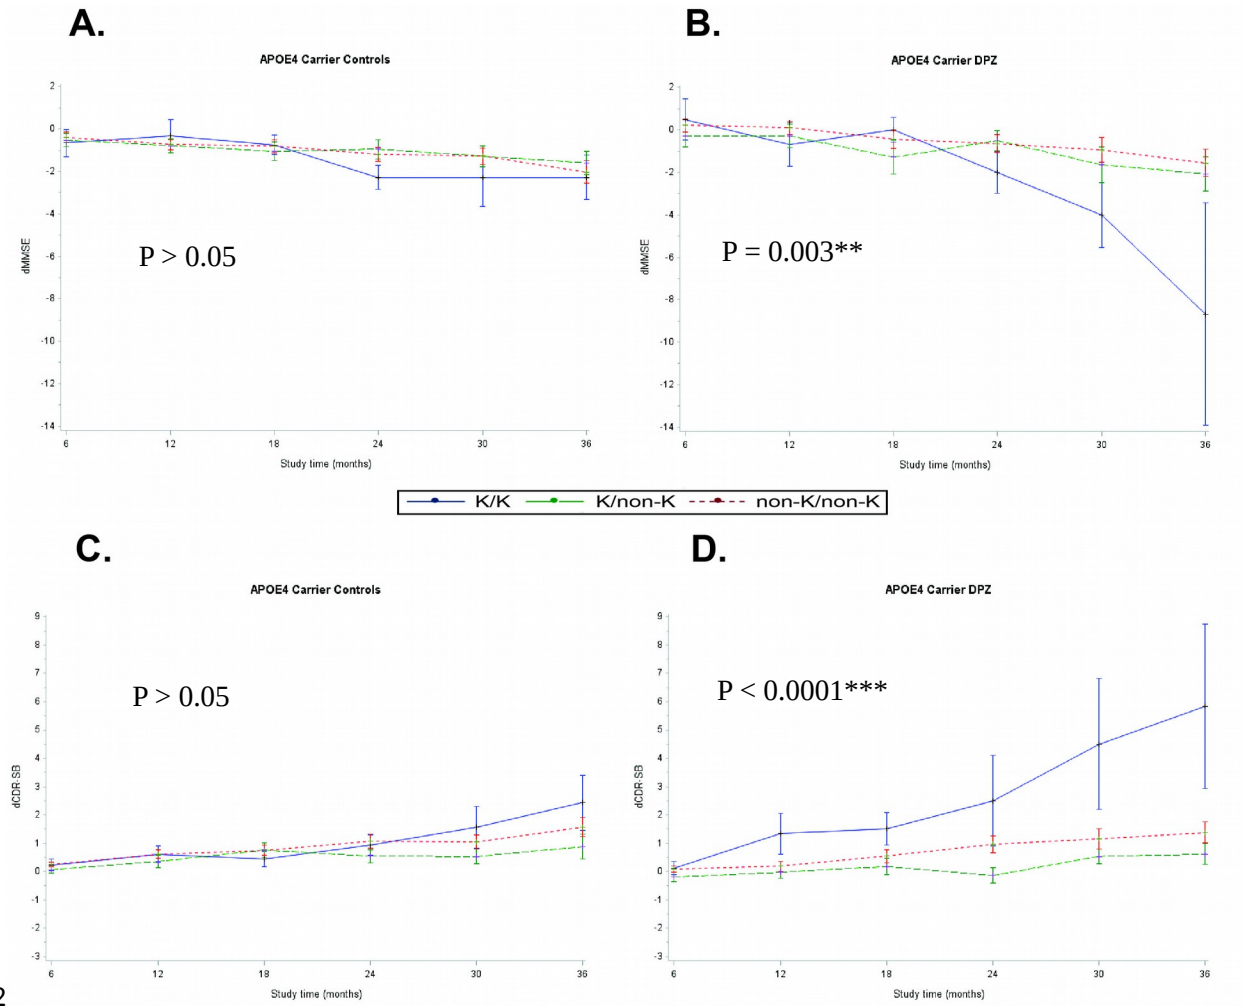 A.
APOE4 Carrier Controls
2
0
-2
-4
-6
-8
-10
-12
-14
dMMSE
P > 0.05
6 12 18 24 30 36
Study time (months)
B.
APOE4 Carrier DPZ
2
0
-2
-4
-6
-8
-10
-12
-14
dMMSE
P = 0.003**
6 12 18 24 30 36
Study time (months)
K/K K/non-K non-K/non-K
C.
APOE4 Carrier Controls
9
8
7
6
5
4
3
2
1
0
-1
-2
-3
dCDR-SB
P > 0.05
6 12 18 24 30 36
Study time (months)
D.
APOE4 Carrier DPZ
9
8
7
6
5
4
3
2
1
0
-1
-2
-3
dCDR-SB
P < 0.0001***
6 12 18 24 30 36
Study time (months)
2